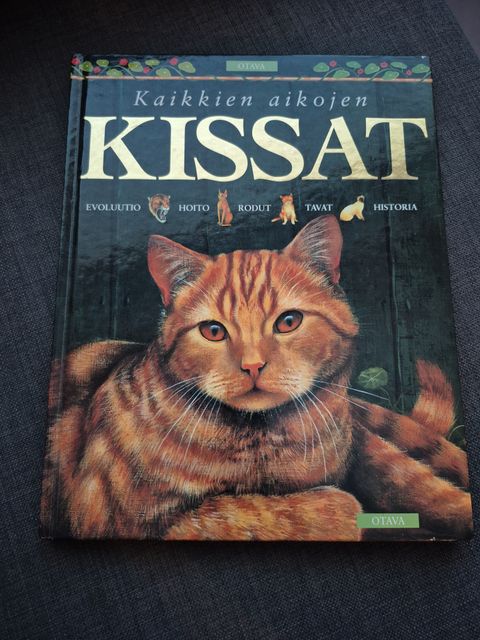 OTAVA
Kaikkien aikojen
KISSAT
EVOLUUTIO HOITO RODUT TAVAT HISTORIA
OTAVA